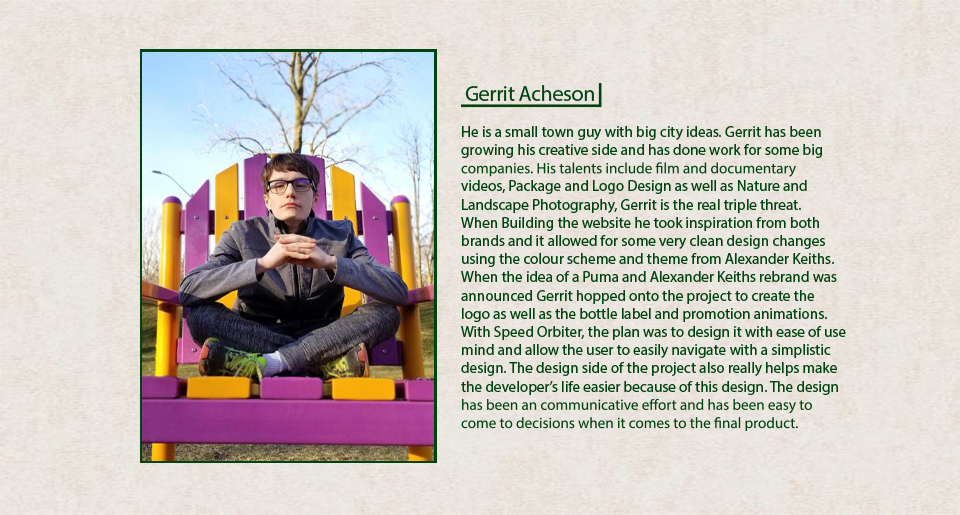 Gerrit Acheson
He is a small town guy with big city ideas. Gerrit has been
growing his creative side and has done work for some big
companies. His talents include film and documentary
videos, Package and Logo Design as well as Nature and
Landscape Photography, Gerrit is the real triple threat.
When Building the website he took inspiration from both
brands and it allowed for some very clean design changes
using the colour scheme and theme from Alexander Keiths.
When the idea of a Puma and Alexander Keiths rebrand was
announced Gerrit hopped onto the project to create the
logo as well as the bottle label and promotion animations.
With Speed Orbiter, the plan was to design it with ease of use
mind and allow the user to easily navigate with a simplistic
design. The design side of the project also really helps make
the developer's life easier because of this design. The design
has been an communicative effort and has been easy to
come to decisions when it comes to the final product.